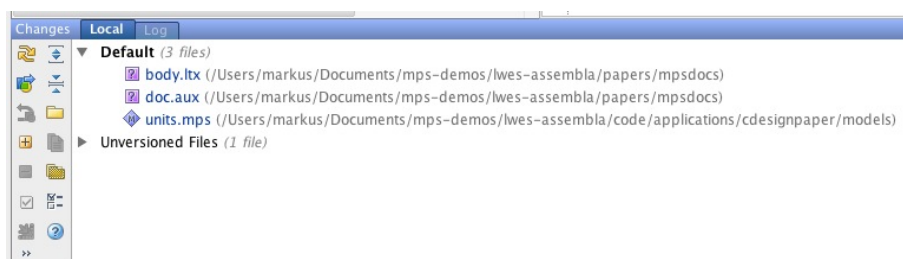 Changes Local Log
Default (3 files)
body.ltx (/Users/markus/Documents/mps-demos/lwes-assembla/papers/mpsdocs)
doc.aux (/Users/markus/Documents/mps-demos/lwes-assembla/papers/mpsdocs)
units.mps (/Users/markus/Documents/mps-demos/lwes-assembla/code/applications/cdesignpaper/models)
Unversioned Files (1 file)